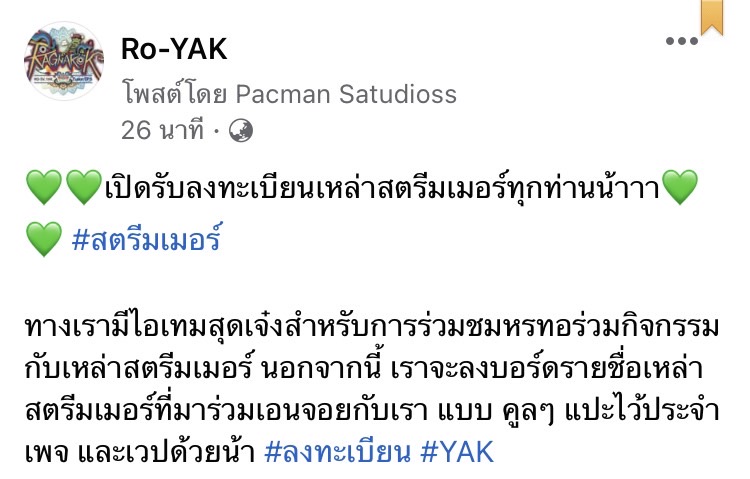 RAGNAROK
Ro-YAK
โพสต์โดย Pacman Satudioss
26 นาที ·
💚💚เปิดรับลงทะเบียนเหล่าสตรีมเมอร์ทุกท่านน้าาา💚
💚 #สตรีมเมอร์
ทางเรามีไอเทมสุดเจ๋งสำหรับการร่วมชมหรทอร่วมกิจกรรม
กับเหล่าสตรีมเมอร์ นอกจากนี้ เราจะลงบอร์ดรายชื่อเหล่า
สตรีมเมอร์ที่มาร่วมเอนจอยกับเรา แบบ คูลๆ แปะไว้ประจำ
เพจ และเวปด้วยน้า #ลงทะเบียน #YAK